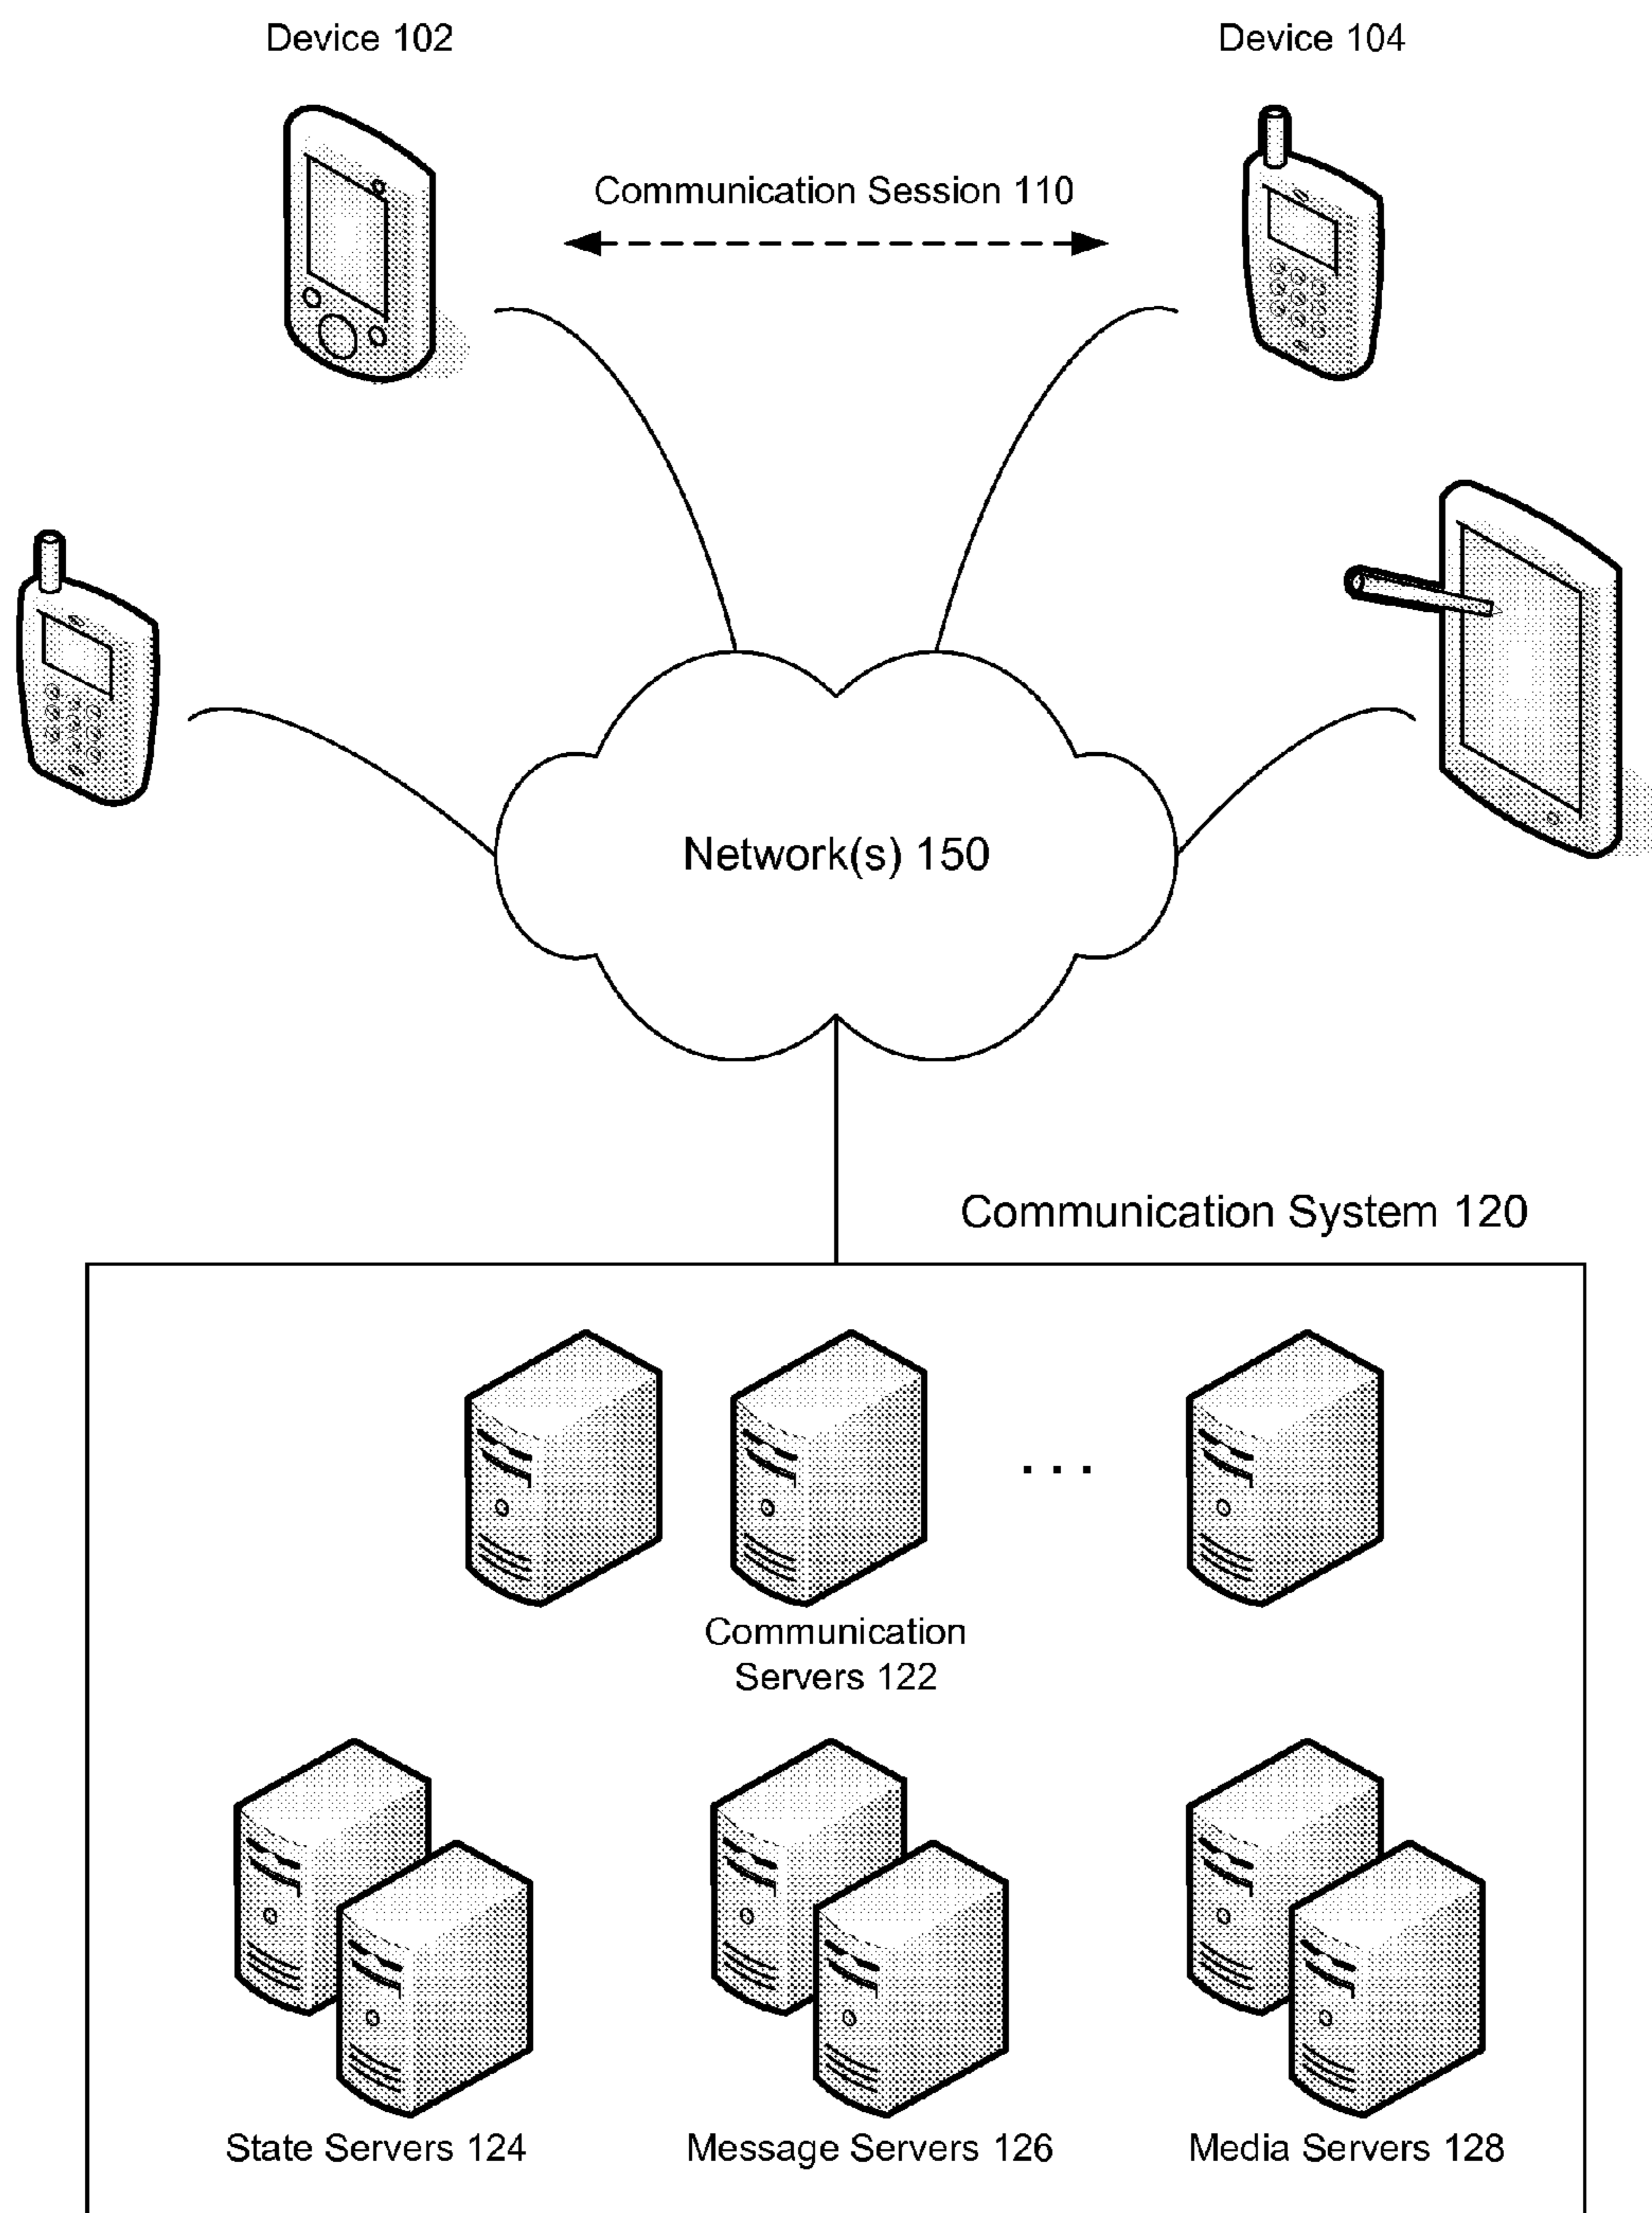 Device 102
Device 104
Communication Session 110
Network(s) 150
Communication System 120
. . .
Communication
Servers 122
State Servers 124
Message Servers 126
Media Servers 128